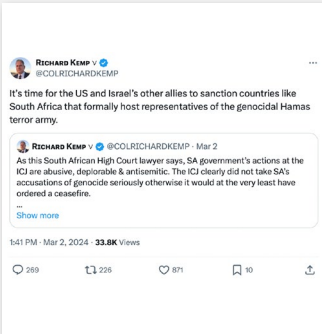 RICHARD KEMP V
@COLRICHARDKEMP
It's time for the US and Israel's other allies to sanction countries like
South Africa that formally host representatives of the genocidal Hamas
terror army.
RICHARD KEMP V @COLRICHARDKEMP · Mar 2
As this South African High Court lawyer says, SA government's actions at the
ICJ are abusive, deplorable & antisemitic. The ICJ clearly did not take SA's
accusations of genocide seriously otherwise it would at the very least have
ordered a ceasefire.
...
Show more
1:41 PM · Mar 2, 2024 · 33.8K Views
269 226 871 10